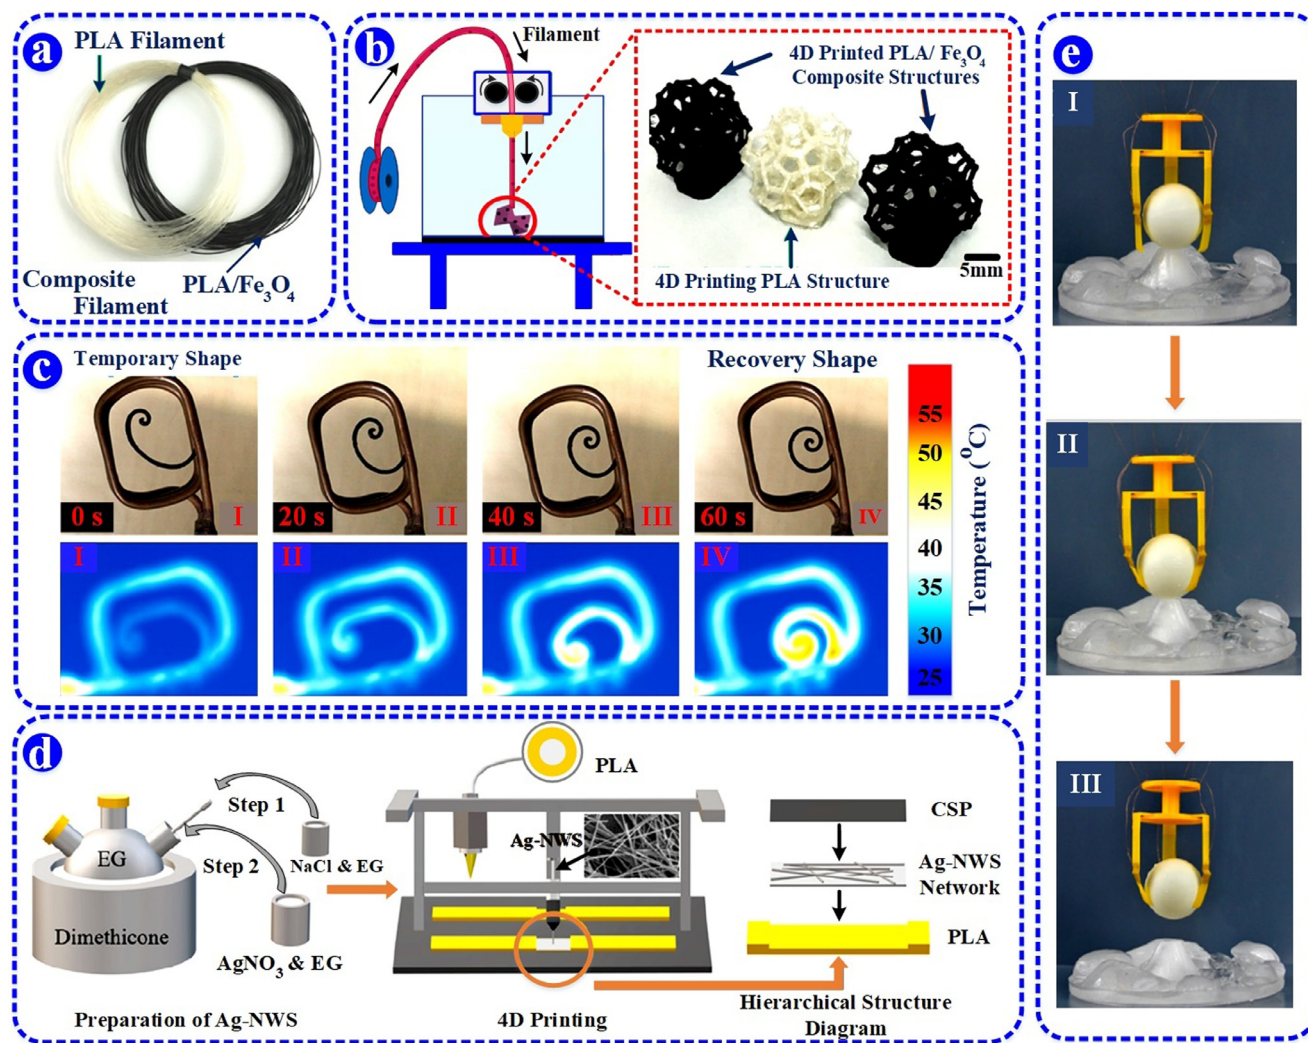 a
PLA Filament
Composite
Filament
PLA/Fe₃O₄
b
Filament
4D Printed PLA/ Fe₃O₄
Composite Structures
4D Printing PLA Structure
5mm
c
Temporary Shape
Recovery Shape
0 s
I
20 s
II
40 s
III
60 s
IV
I
II
III
IV
55
50
45
40
35
30
25
Temperature (°C)
d
EG
Dimethicone
Step 1
Step 2
NaCl & EG
AgNO₃ & EG
Preparation of Ag-NWS
PLA
Ag-NWS
4D Printing
CSP
Ag-NWS
Network
PLA
Hierarchical Structure
Diagram
e
I
II
III